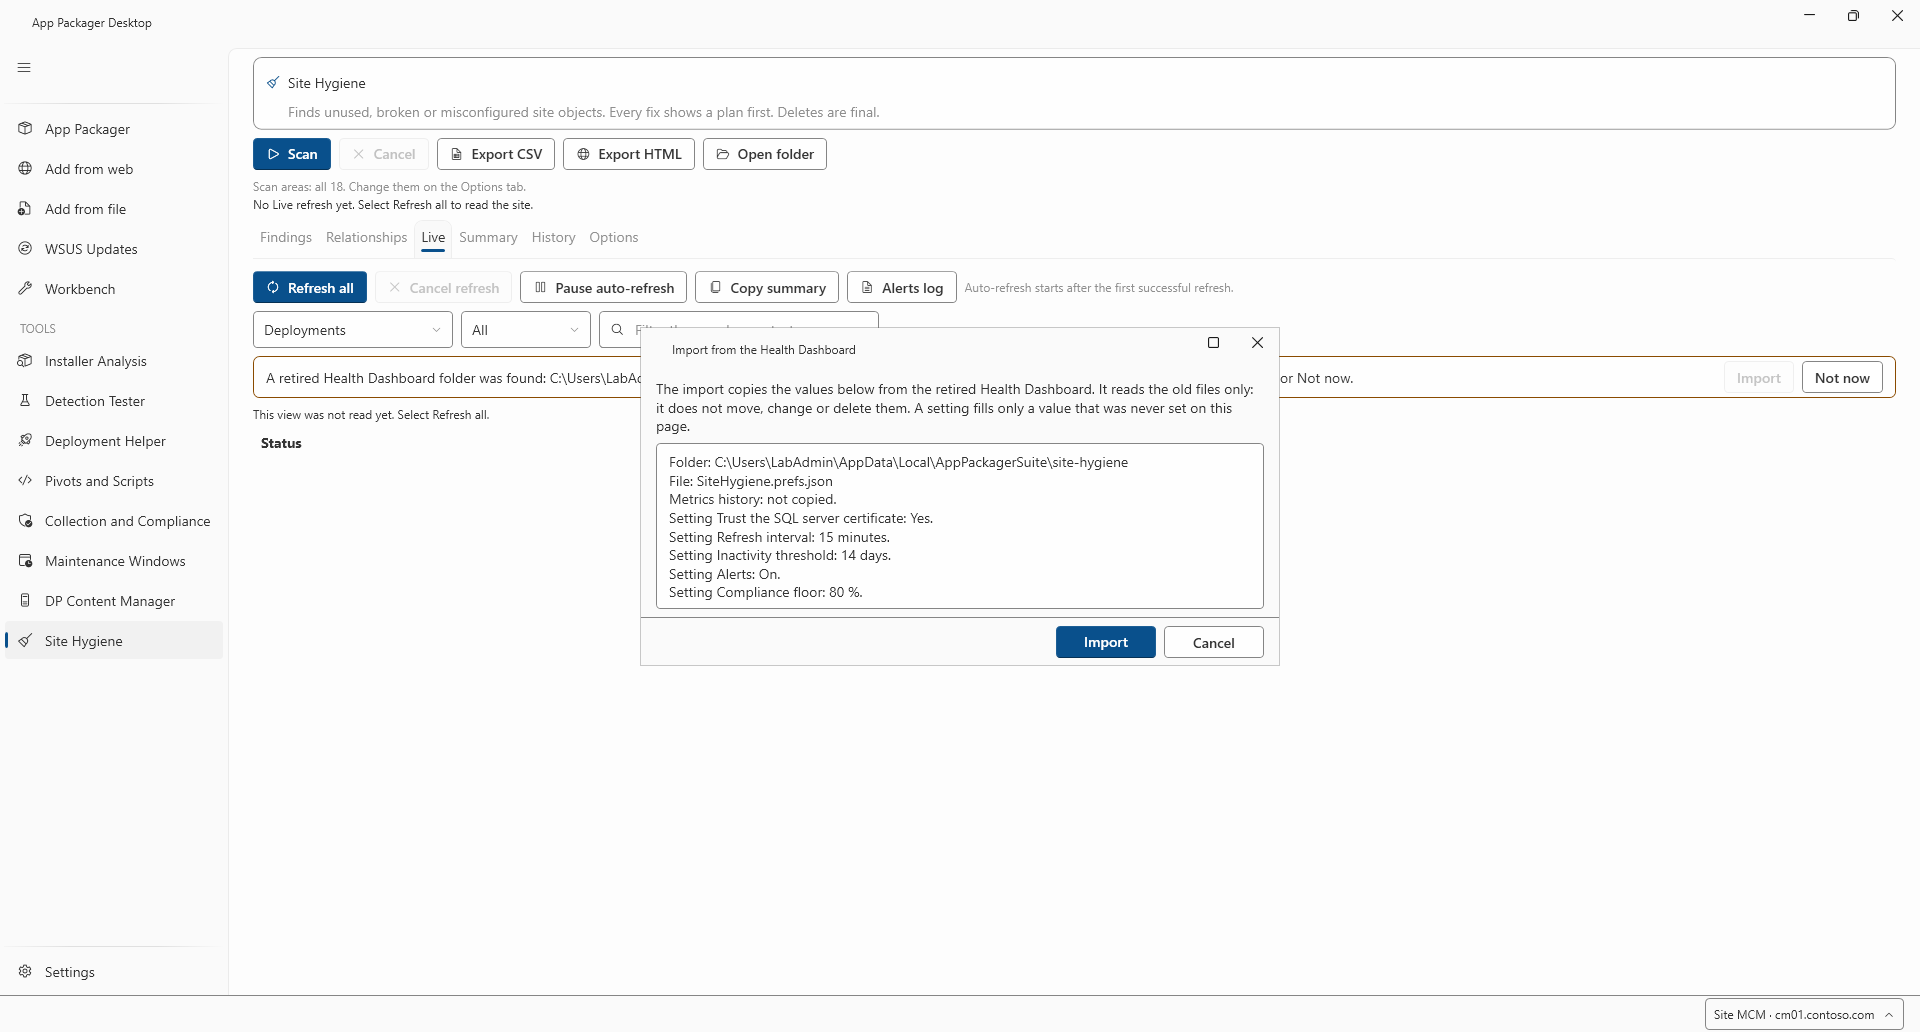 App Packager Desktop
Site Hygiene
Finds unused, broken or misconfigured site objects. Every fix shows a plan first. Deletes are final.
App Packager
Add from web
Add from file
WSUS Updates
Workbench
TOOLS
Installer Analysis
Detection Tester
Deployment Helper
Pivots and Scripts
Collection and Compliance
Maintenance Windows
DP Content Manager
Site Hygiene
Settings
Scan
Cancel
Export CSV
Export HTML
Open folder
Scan areas: all 18. Change them on the Options tab.
No Live refresh yet. Select Refresh all to read the site.
Findings
Relationships
Live
Summary
History
Options
Refresh all
Cancel refresh
Pause auto-refresh
Copy summary
Alerts log
Auto-refresh starts after the first successful refresh.
Deployments
All
A retired Health Dashboard folder was found: C:\Users\LabAd
or Not now.
Import
Not now
This view was not read yet. Select Refresh all.
Status
Import from the Health Dashboard
The import copies the values below from the retired Health Dashboard. It reads the old files only:
it does not move, change or delete them. A setting fills only a value that was never set on this
page.
Folder: C:\Users\LabAdmin\AppData\Local\AppPackagerSuite\site-hygiene
File: SiteHygiene.prefs.json
Metrics history: not copied.
Setting Trust the SQL server certificate: Yes.
Setting Refresh interval: 15 minutes.
Setting Inactivity threshold: 14 days.
Setting Alerts: On.
Setting Compliance floor: 80 %.
Import
Cancel
Site MCM · cm01.contoso.com